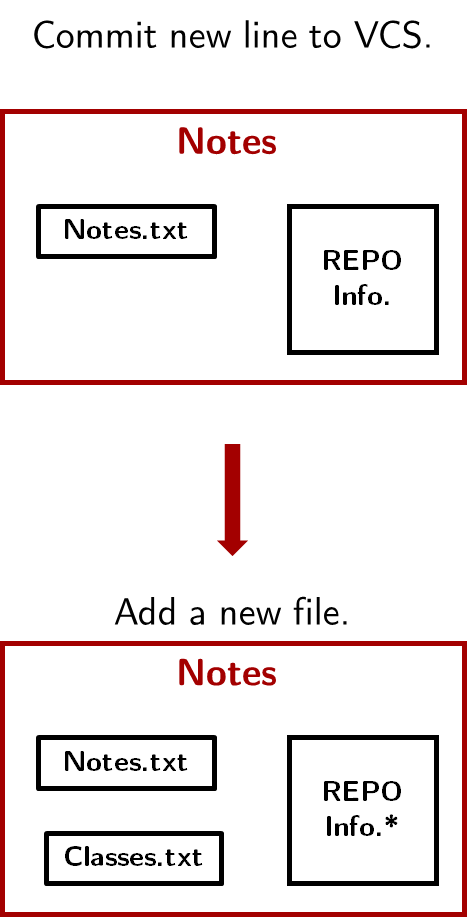 Commit new line to VCS.
Notes
Notes.txt
REPO
Info.
Add a new file.
Notes
Notes.txt
REPO
Info.*
Classes.txt